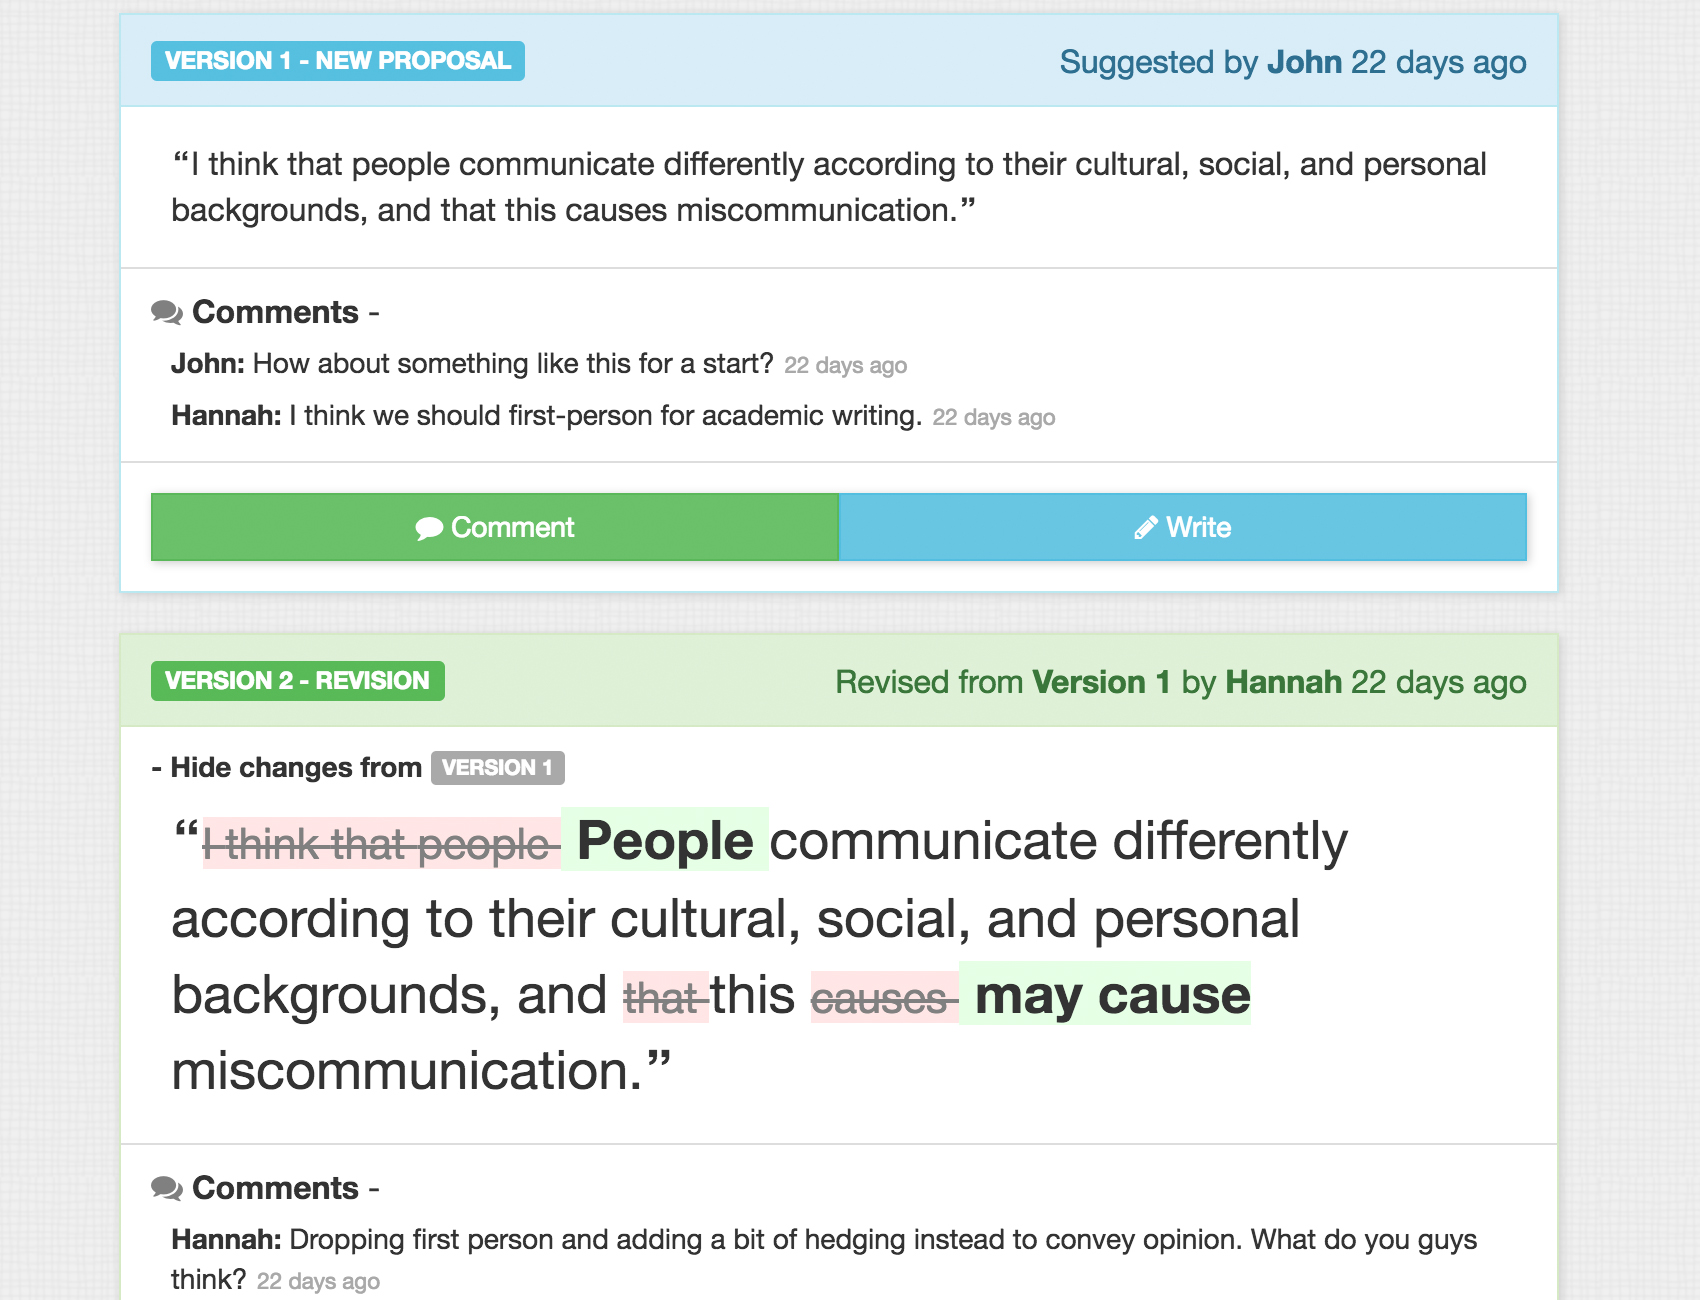 VERSION 1 - NEW PROPOSAL
Suggested by John 22 days ago
“I think that people communicate differently according to their cultural, social, and personal
backgrounds, and that this causes miscommunication.”
Comments -
John: How about something like this for a start? 22 days ago
Hannah: I think we should first-person for academic writing. 22 days ago
Comment
Write
VERSION 2 - REVISION
Revised from Version 1 by Hannah 22 days ago
- Hide changes from VERSION 1
“I think that people People communicate differently
according to their cultural, social, and personal
backgrounds, and that this causes may cause
miscommunication.”
Comments -
Hannah: Dropping first person and adding a bit of hedging instead to convey opinion. What do you guys
think? 22 days ago